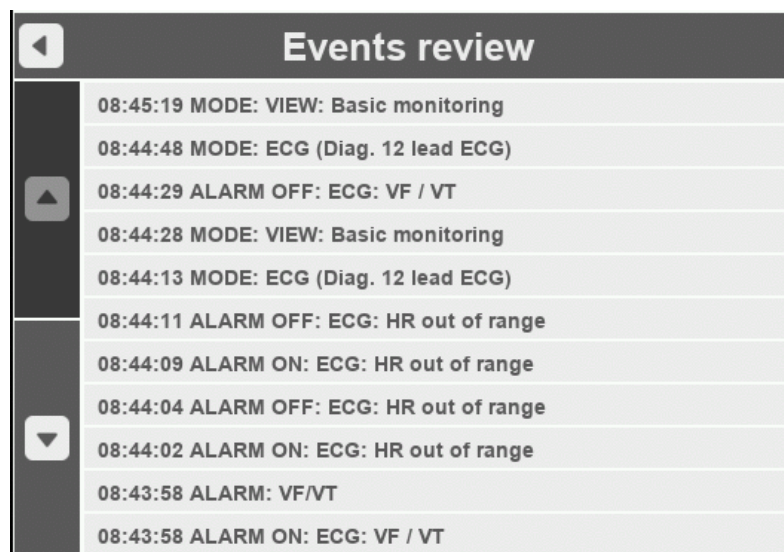 Events review
08:45:19 MODE: VIEW: Basic monitoring
08:44:48 MODE: ECG (Diag. 12 lead ECG)
08:44:29 ALARM OFF: ECG: VF / VT
08:44:28 MODE: VIEW: Basic monitoring
08:44:13 MODE: ECG (Diag. 12 lead ECG)
08:44:11 ALARM OFF: ECG: HR out of range
08:44:09 ALARM ON: ECG: HR out of range
08:44:04 ALARM OFF: ECG: HR out of range
08:44:02 ALARM ON: ECG: HR out of range
08:43:58 ALARM: VF/VT
08:43:58 ALARM ON: ECG: VF / VT